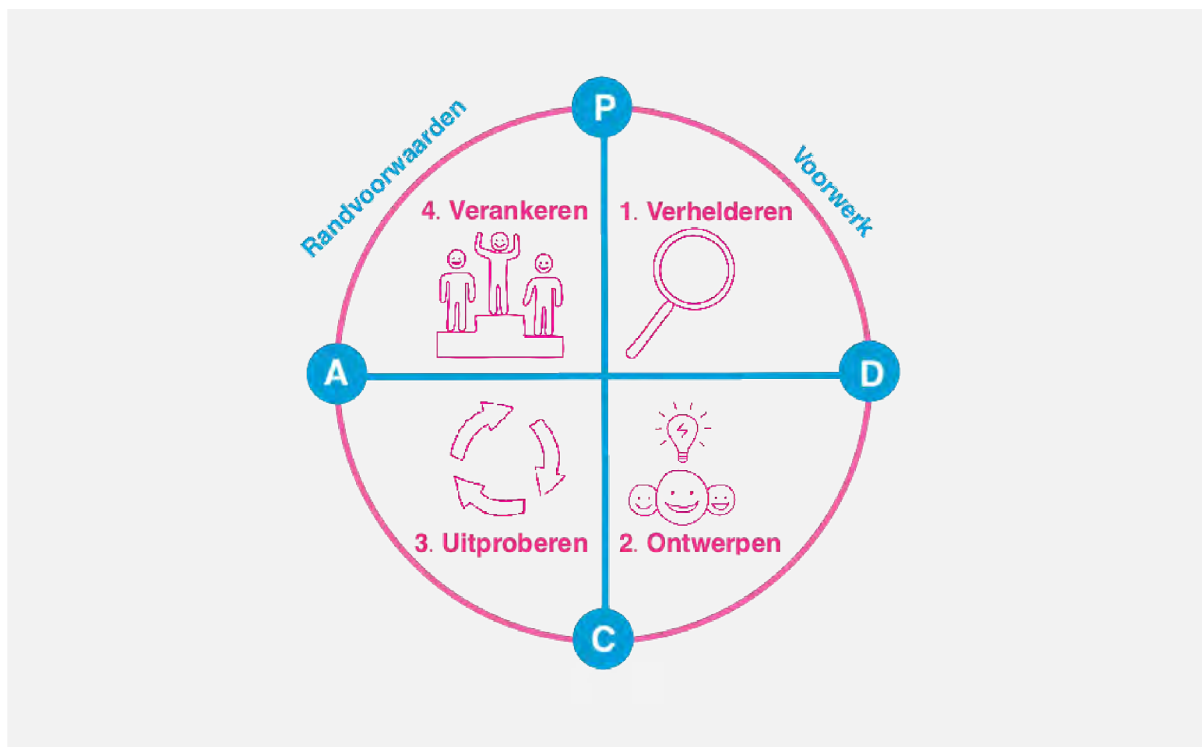 P
Randvoorwaarden
Voorwerk
4. Verankeren
1. Verhelderen
A
D
3. Uitproberen
2. Ontwerpen
C